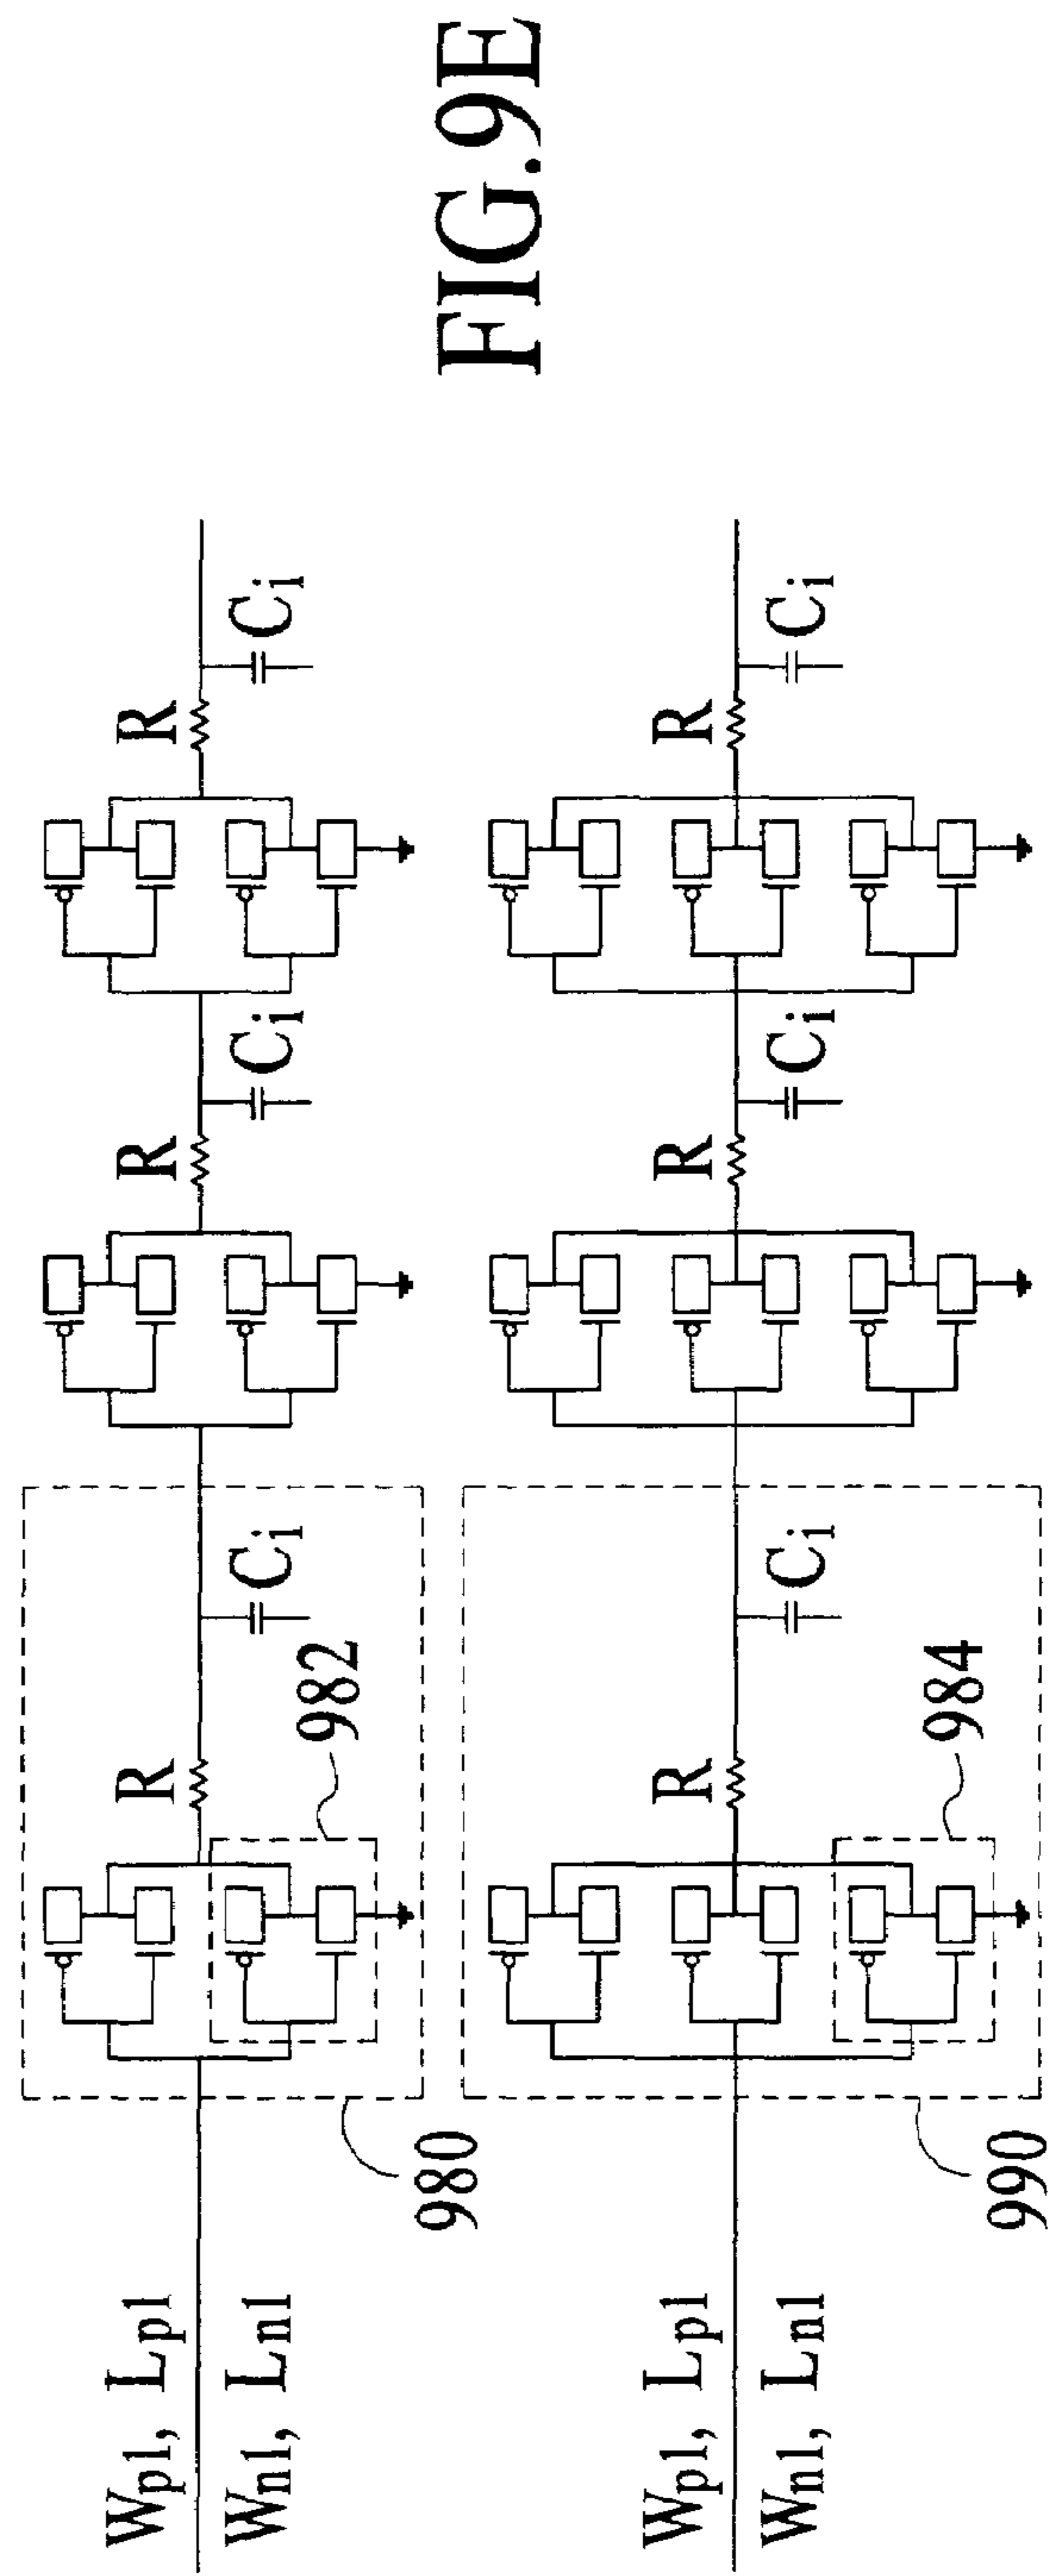 W_p1, L_p1
W_n1, L_n1
980
R
982
C_i
R
C_i
R
C_i
W_p1, L_p1
W_n1, L_n1
990
R
984
C_i
R
C_i
R
C_i
FIG.9E